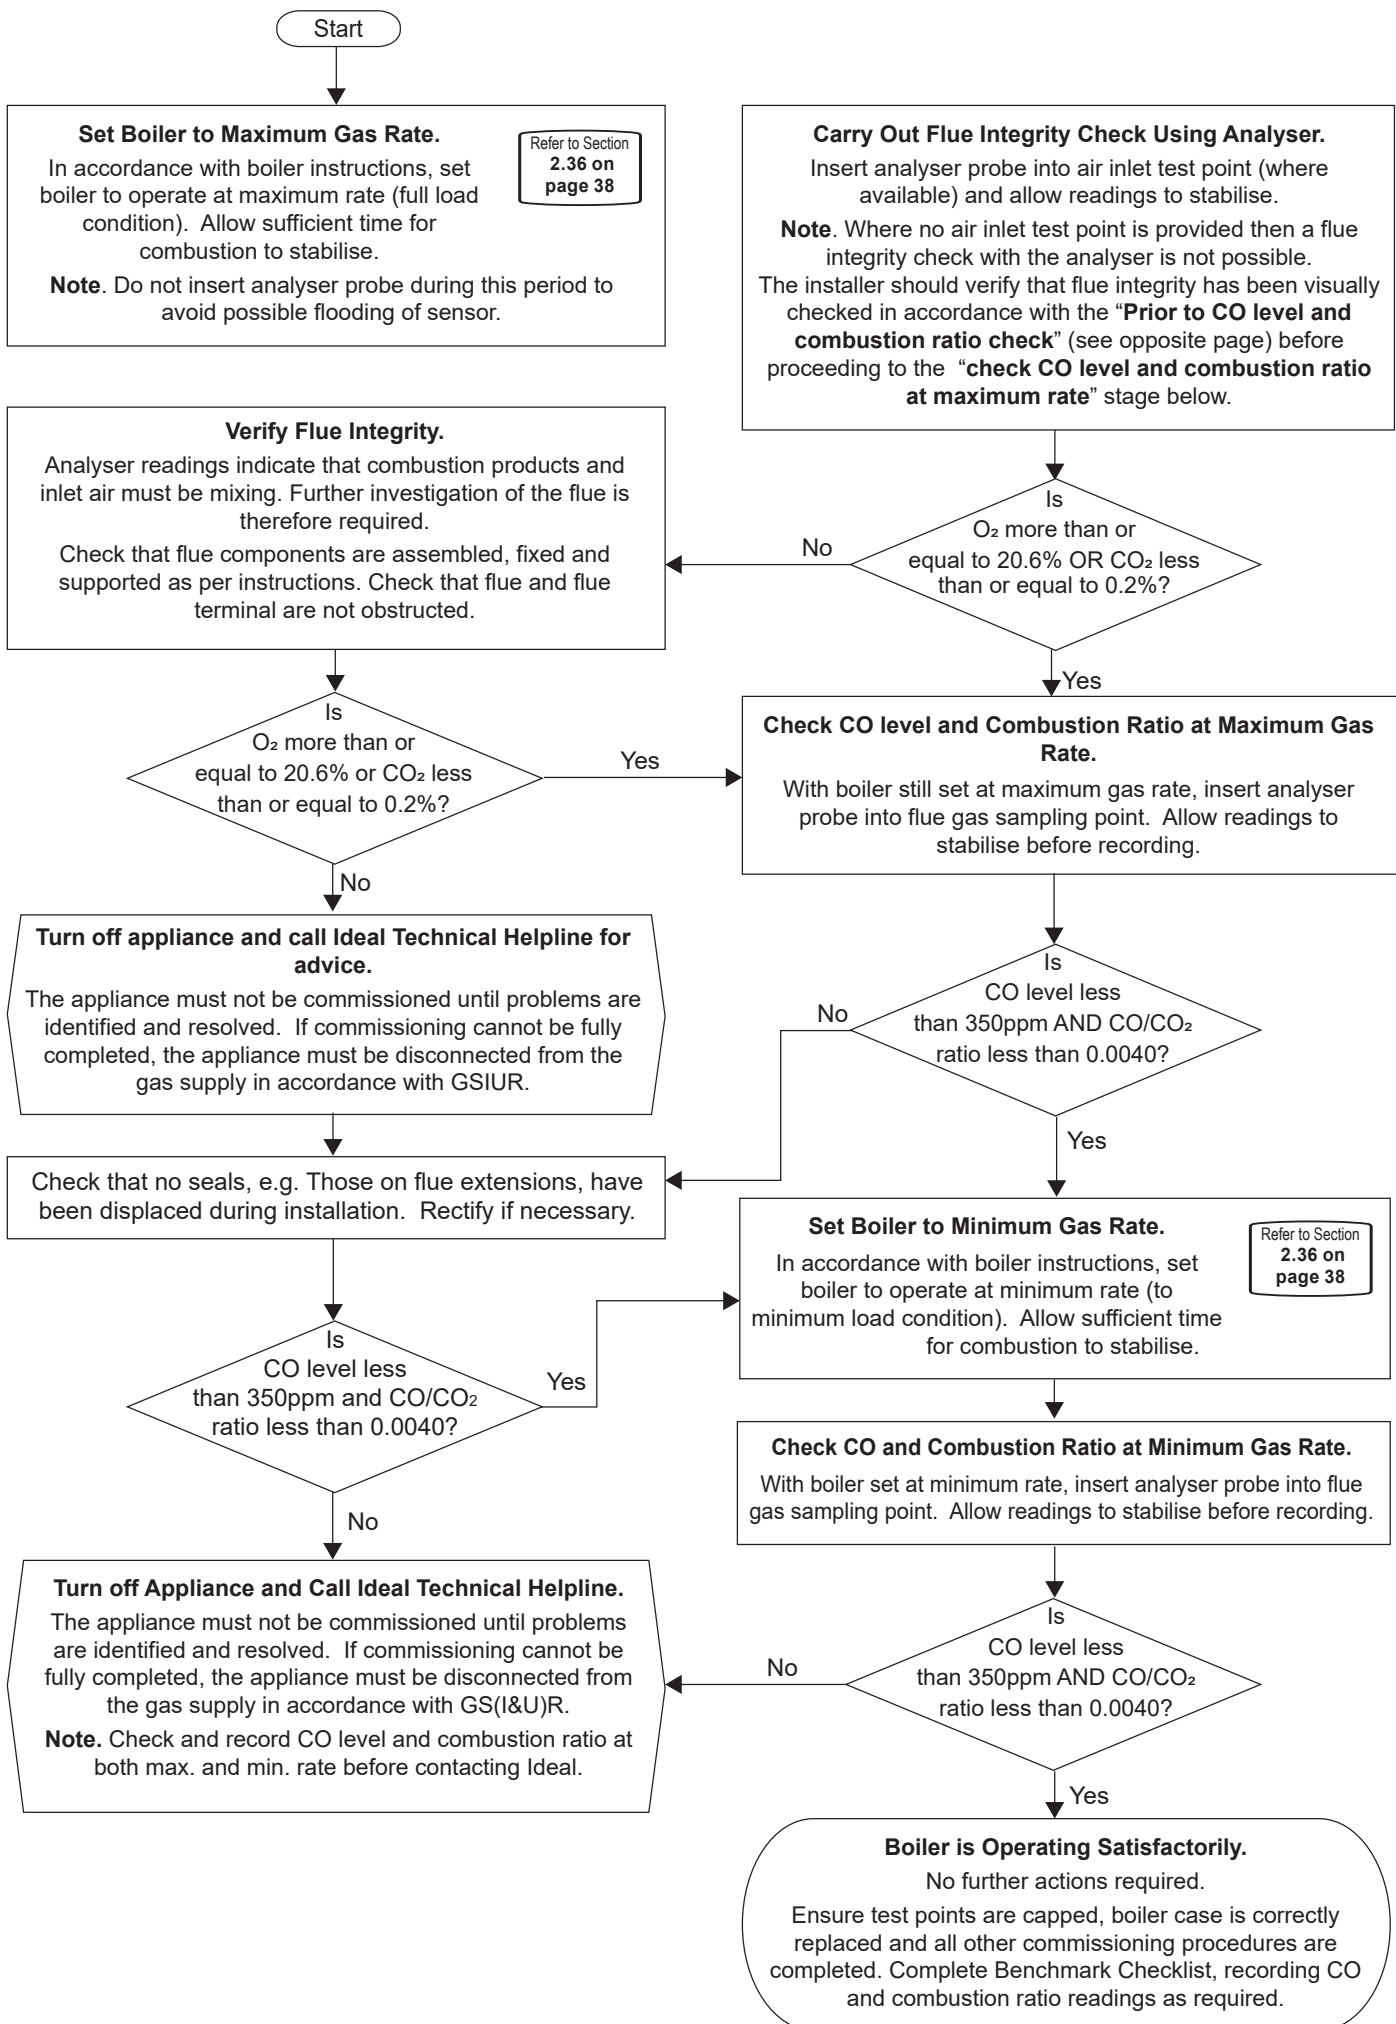 Start
Set Boiler to Maximum Gas Rate.
In accordance with boiler instructions, set
boiler to operate at maximum rate (full load
condition).  Allow sufficient time for
combustion to stabilise.
Note. Do not insert analyser probe during this period to
avoid possible flooding of sensor.
Refer to Section
2.36 on
page 38
Carry Out Flue Integrity Check Using Analyser.
Insert analyser probe into air inlet test point (where
available) and allow readings to stabilise.
Note. Where no air inlet test point is provided then a flue
integrity check with the analyser is not possible.
The installer should verify that flue integrity has been visually
checked in accordance with the “Prior to CO level and
combustion ratio check” (see opposite page) before
proceeding to the  “check CO level and combustion ratio
at maximum rate” stage below.
Verify Flue Integrity.
Analyser readings indicate that combustion products and
inlet air must be mixing. Further investigation of the flue is
therefore required.
Check that flue components are assembled, fixed and
supported as per instructions. Check that flue and flue
terminal are not obstructed.
No
Is
O₂ more than or
equal to 20.6% OR CO₂ less
than or equal to 0.2%?
Yes
Is
O₂ more than or
equal to 20.6% or CO₂ less
than or equal to 0.2%?
Yes
No
Check CO level and Combustion Ratio at Maximum Gas
Rate.
With boiler still set at maximum gas rate, insert analyser
probe into flue gas sampling point.  Allow readings to
stabilise before recording.
Turn off appliance and call Ideal Technical Helpline for
advice.
The appliance must not be commissioned until problems are
identified and resolved.  If commissioning cannot be fully
completed, the appliance must be disconnected from the
gas supply in accordance with GSIUR.
No
Is
CO level less
than 350ppm AND CO/CO₂
ratio less than 0.0040?
Yes
Check that no seals, e.g. Those on flue extensions, have
been displaced during installation.  Rectify if necessary.
Set Boiler to Minimum Gas Rate.
In accordance with boiler instructions, set
boiler to operate at minimum rate (to
minimum load condition).  Allow sufficient time
for combustion to stabilise.
Refer to Section
2.36 on
page 38
Is
CO level less
than 350ppm and CO/CO₂
ratio less than 0.0040?
Yes
No
Check CO and Combustion Ratio at Minimum Gas Rate.
With boiler set at minimum rate, insert analyser probe into flue
gas sampling point.  Allow readings to stabilise before recording.
Turn off Appliance and Call Ideal Technical Helpline.
The appliance must not be commissioned until problems
are identified and resolved.  If commissioning cannot be
fully completed, the appliance must be disconnected from
the gas supply in accordance with GS(I&U)R.
Note. Check and record CO level and combustion ratio at
both max. and min. rate before contacting Ideal.
No
Is
CO level less
than 350ppm AND CO/CO₂
ratio less than 0.0040?
Yes
Boiler is Operating Satisfactorily.
No further actions required.
Ensure test points are capped, boiler case is correctly
replaced and all other commissioning procedures are
completed. Complete Benchmark Checklist, recording CO
and combustion ratio readings as required.